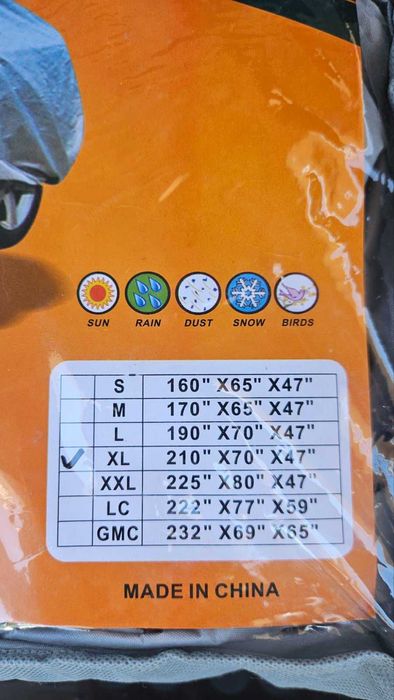 SUN RAIN DUST SNOW BIRDS
S 160" X65" X47"
M 170" X65" X47"
L 190" X70" X47"
✓ XL 210" X70" X47"
XXL 225" X80" X47"
LC 222" X77" X59"
GMC 232" X69" X65"
MADE IN CHINA